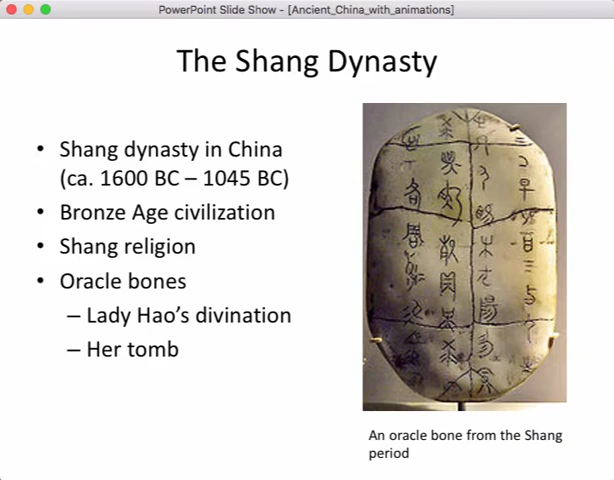 PowerPoint Slide Show - [Ancient_China_with_animations]
The Shang Dynasty
• Shang dynasty in China
(ca. 1600 BC – 1045 BC)
• Bronze Age civilization
• Shang religion
• Oracle bones
– Lady Hao’s divination
– Her tomb
An oracle bone from the Shang
period